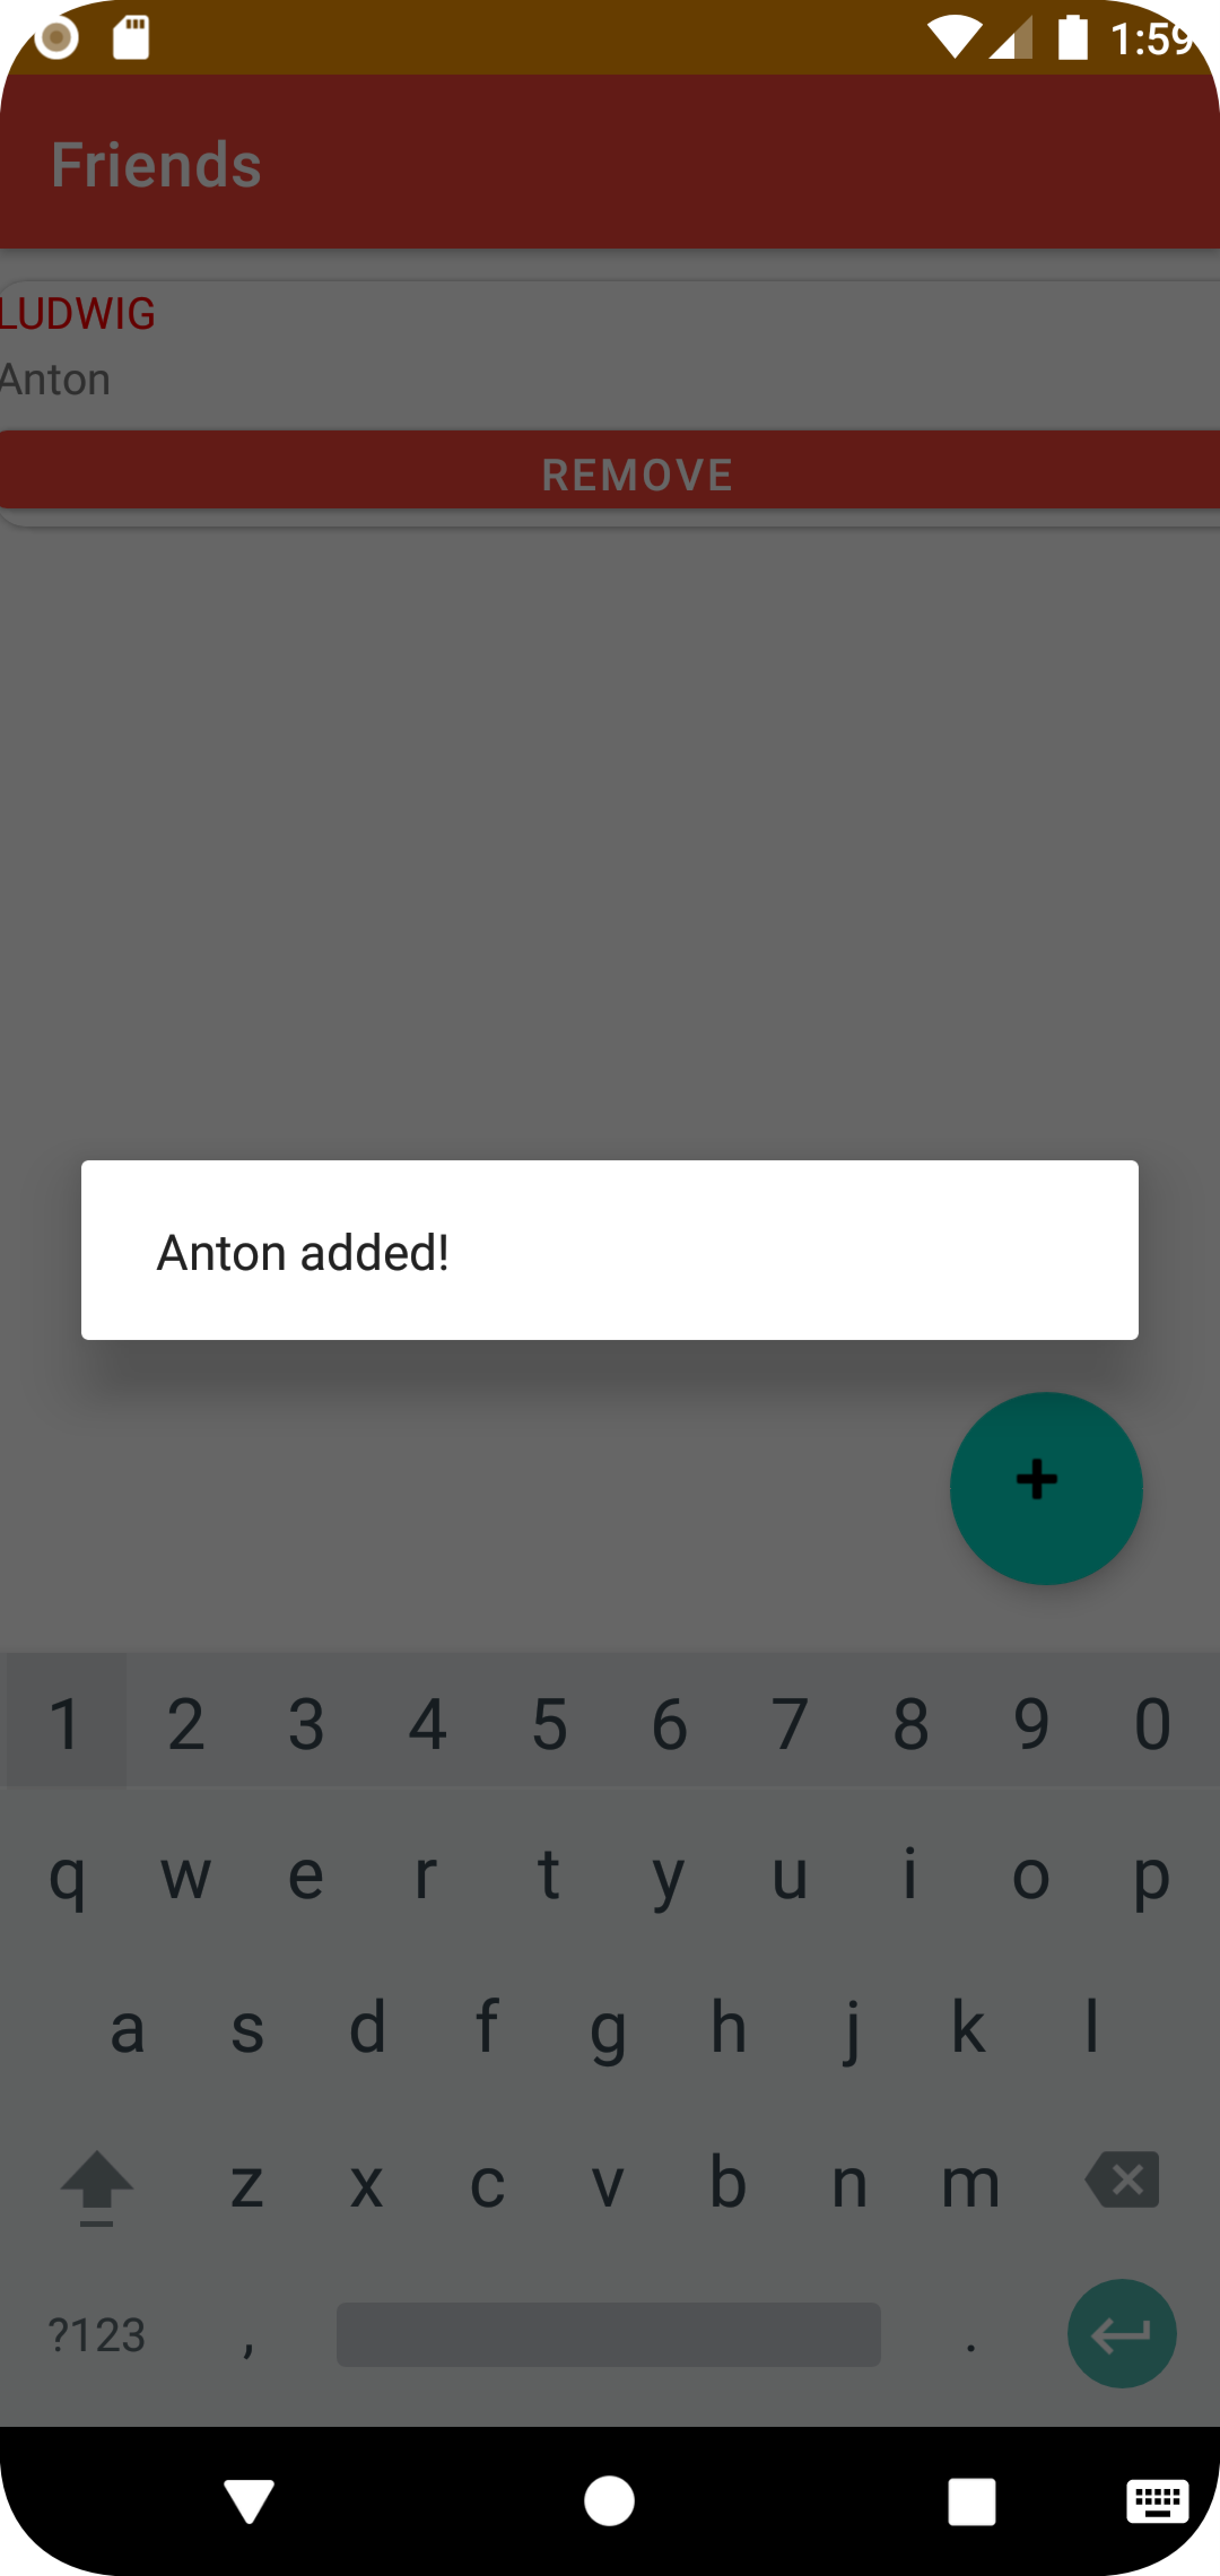 1:59
Friends
LUDWIG
Anton
REMOVE
Anton added!
1 2 3 4 5 6 7 8 9 0
q w e r t y u i o p
a s d f g h j k l
z x c v b n m
?123 , .